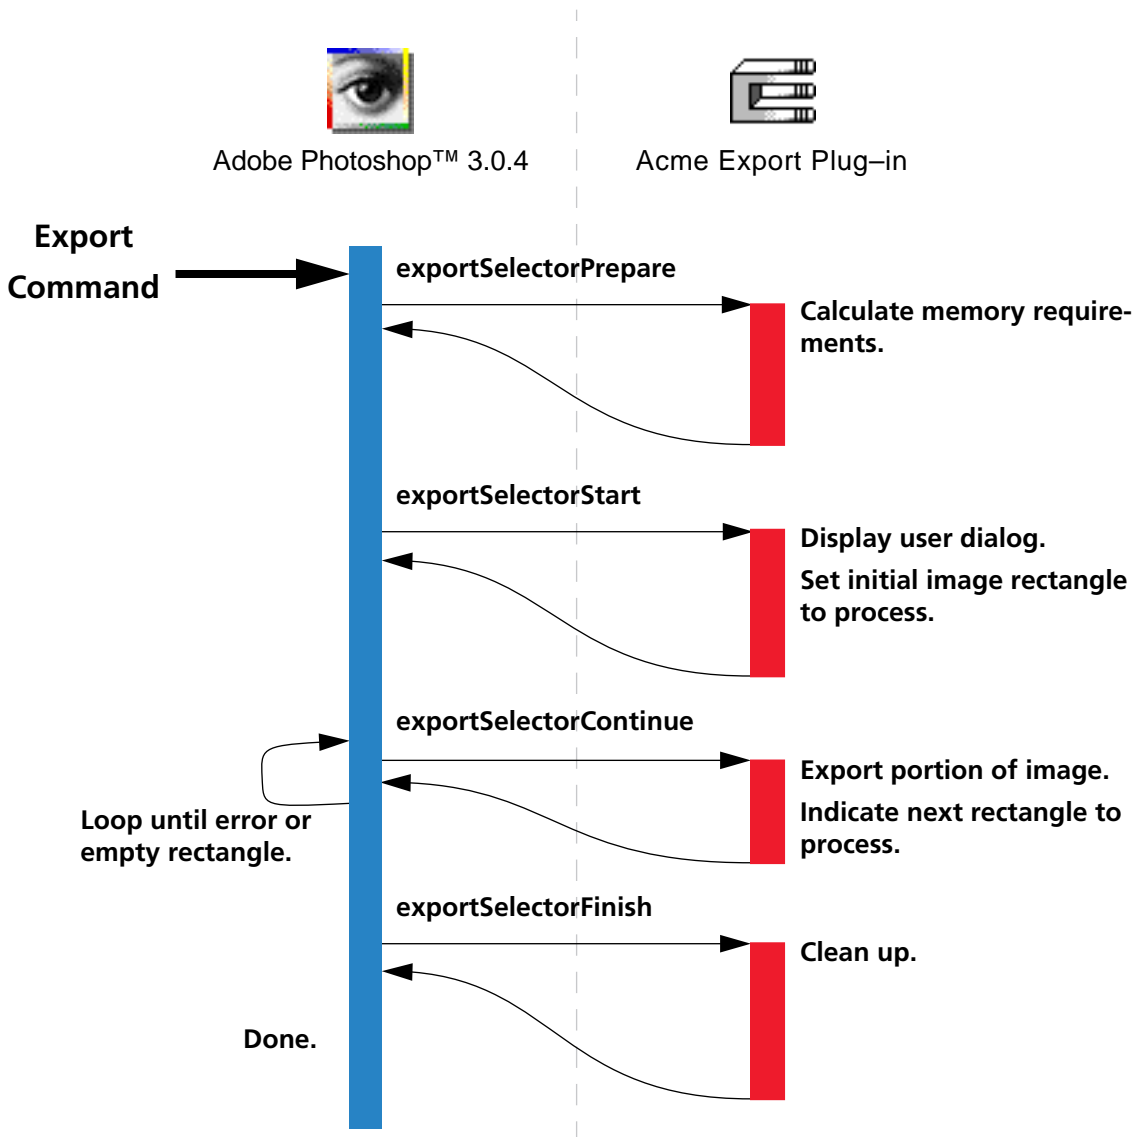 Adobe Photoshop™ 3.0.4
Acme Export Plug–in
Export
Command
exportSelectorPrepare
Calculate memory require-
ments.
exportSelectorStart
Display user dialog.
Set initial image rectangle
to process.
exportSelectorContinue
Export portion of image.
Indicate next rectangle to
process.
Loop until error or
empty rectangle.
exportSelectorFinish
Clean up.
Done.